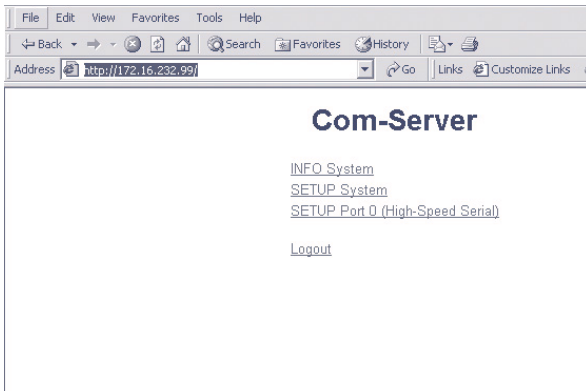 File Edit View Favorites Tools Help
Back Search Favorites History
Address http://172.16.232.99/ Go Links Customize Links
Com-Server
INFO System
SETUP System
SETUP Port 0 (High-Speed Serial)
Logout